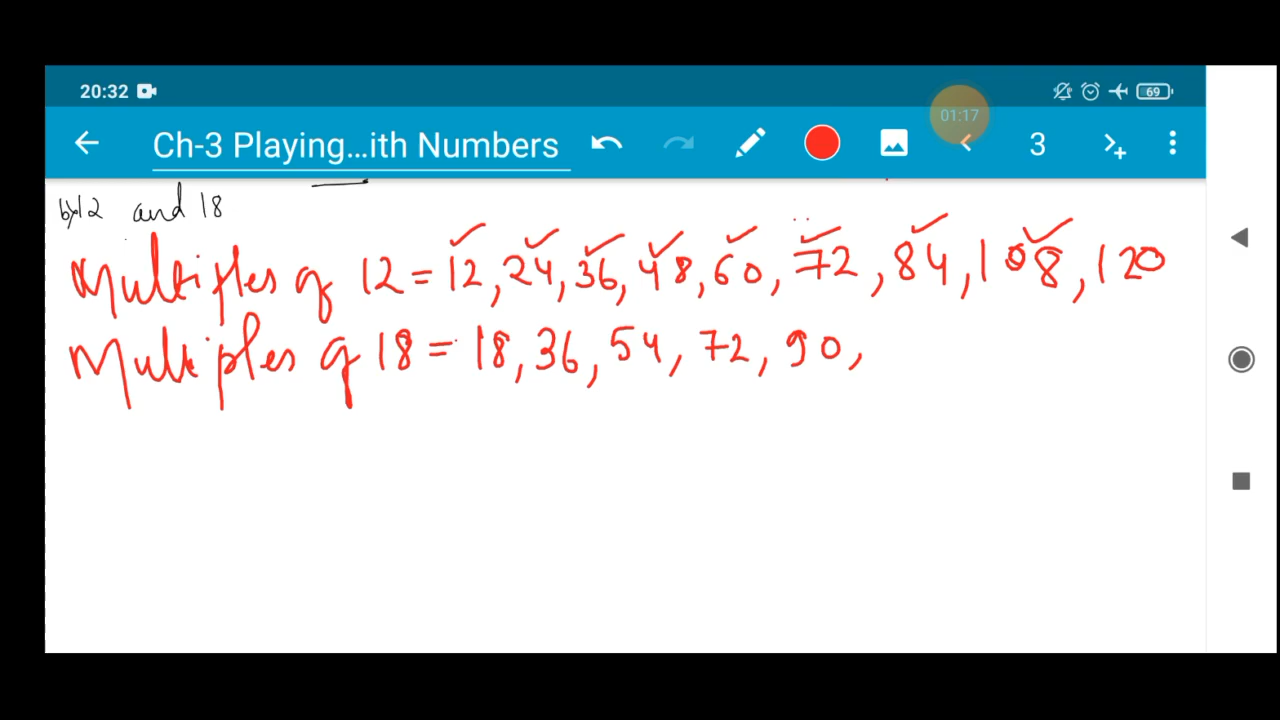 20:32 69
01:17
Ch-3 Playing...ith Numbers 3
b) 12 and 18
Multiples of 12 = 12, 24, 36, 48, 60, 72, 84, 108, 120
Multiples of 18 = 18, 36, 54, 72, 90,